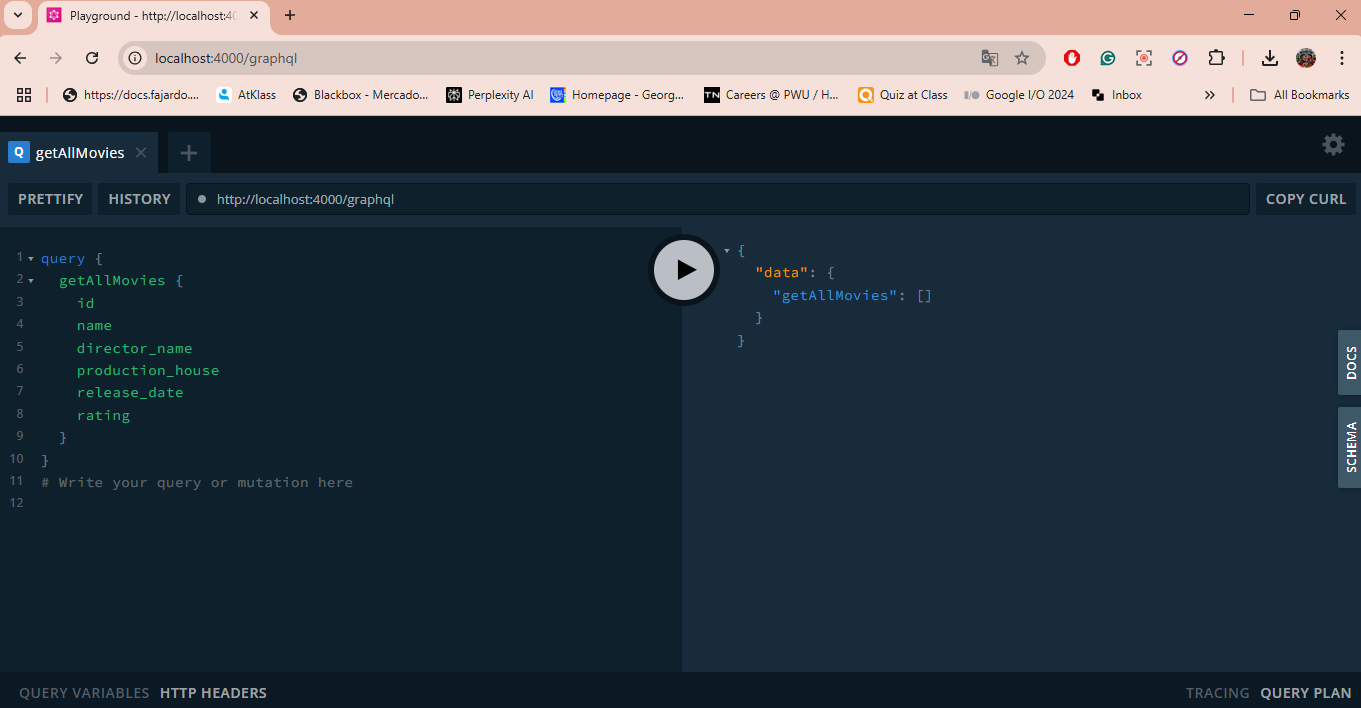 Playground - http://localhost:40
localhost:4000/graphql
https://docs.fajardo.... AtKlass Blackbox - Mercado... Perplexity AI Homepage - Georg... TN Careers @ PWU / H... Quiz at Class I/O Google I/O 2024 Inbox » All Bookmarks
Q getAllMovies
PRETTIFY HISTORY http://localhost:4000/graphql COPY CURL
1 query {
2 getAllMovies {
3 id
4 name
5 director_name
6 production_house
7 release_date
8 rating
9 }
10 }
11 # Write your query or mutation here
12
{
"data": {
"getAllMovies": []
}
}
DOCS
SCHEMA
QUERY VARIABLES HTTP HEADERS TRACING QUERY PLAN